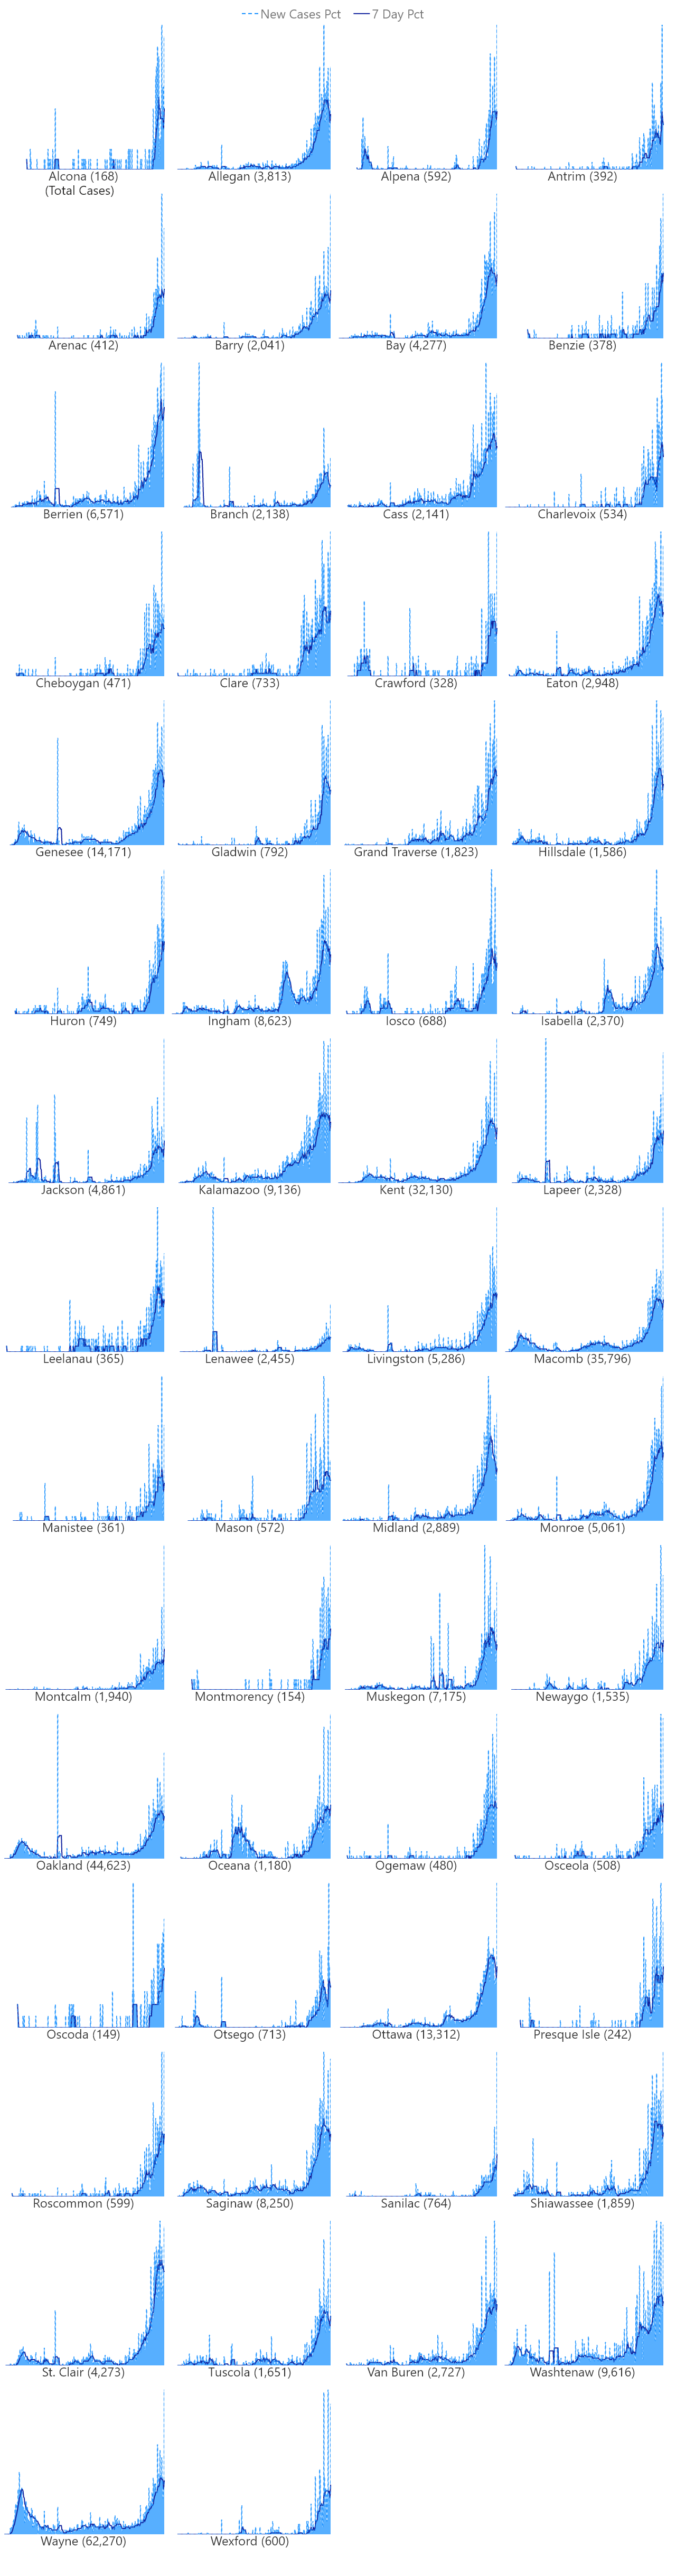 New Cases Pct 7 Day Pct
Alcona (168) Allegan (3,813) Alpena (592) Antrim (392)
(Total Cases)
Arenac (412) Barry (2,041) Bay (4,277) Benzie (378)
Berrien (6,571) Branch (2,138) Cass (2,141) Charlevoix (534)
Cheboygan (471) Clare (733) Crawford (328) Eaton (2,948)
Genesee (14,171) Gladwin (792) Grand Traverse (1,823) Hillsdale (1,586)
Huron (749) Ingham (8,623) Iosco (688) Isabella (2,370)
Jackson (4,861) Kalamazoo (9,136) Kent (32,130) Lapeer (2,328)
Leelanau (365) Lenawee (2,455) Livingston (5,286) Macomb (35,796)
Manistee (361) Mason (572) Midland (2,889) Monroe (5,061)
Montcalm (1,940) Montmorency (154) Muskegon (7,175) Newaygo (1,535)
Oakland (44,623) Oceana (1,180) Ogemaw (480) Osceola (508)
Oscoda (149) Otsego (713) Ottawa (13,312) Presque Isle (242)
Roscommon (599) Saginaw (8,250) Sanilac (764) Shiawassee (1,859)
St. Clair (4,273) Tuscola (1,651) Van Buren (2,727) Washtenaw (9,616)
Wayne (62,270) Wexford (600)